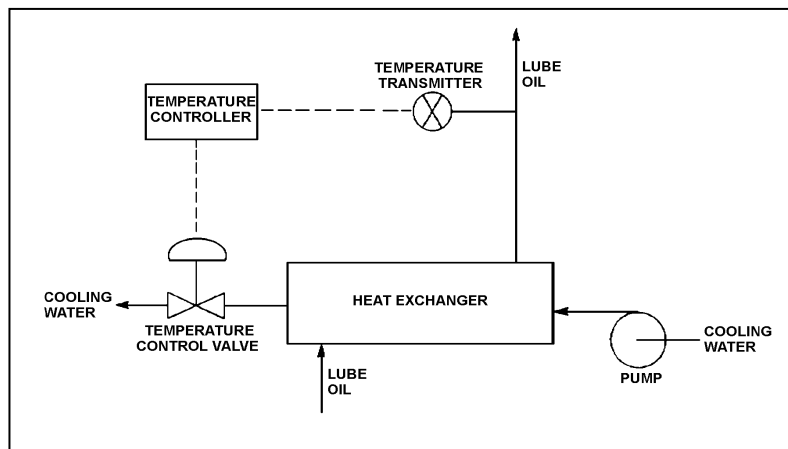 TEMPERATURE
TRANSMITTER
LUBE
OIL
TEMPERATURE
CONTROLLER
COOLING
WATER
TEMPERATURE
CONTROL VALVE
HEAT EXCHANGER
LUBE
OIL
PUMP
COOLING
WATER